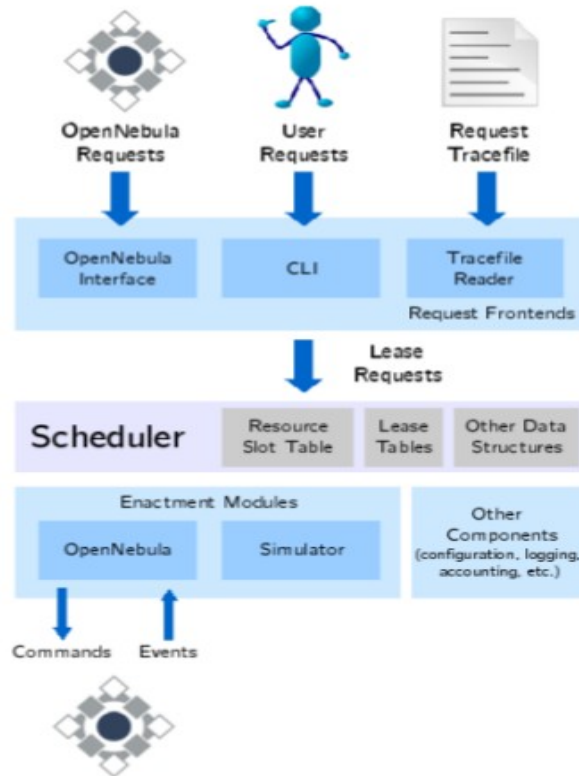 OpenNebula
Requests
User
Requests
Request
Tracefile
OpenNebula
Interface
CLI
Tracefile
Reader
Request Frontends
Lease
Requests
Scheduler
Resource
Slot Table
Lease
Tables
Other Data
Structures
Enactment Modules
OpenNebula
Simulator
Other
Components
(configuration, logging,
accounting, etc.)
Commands
Events